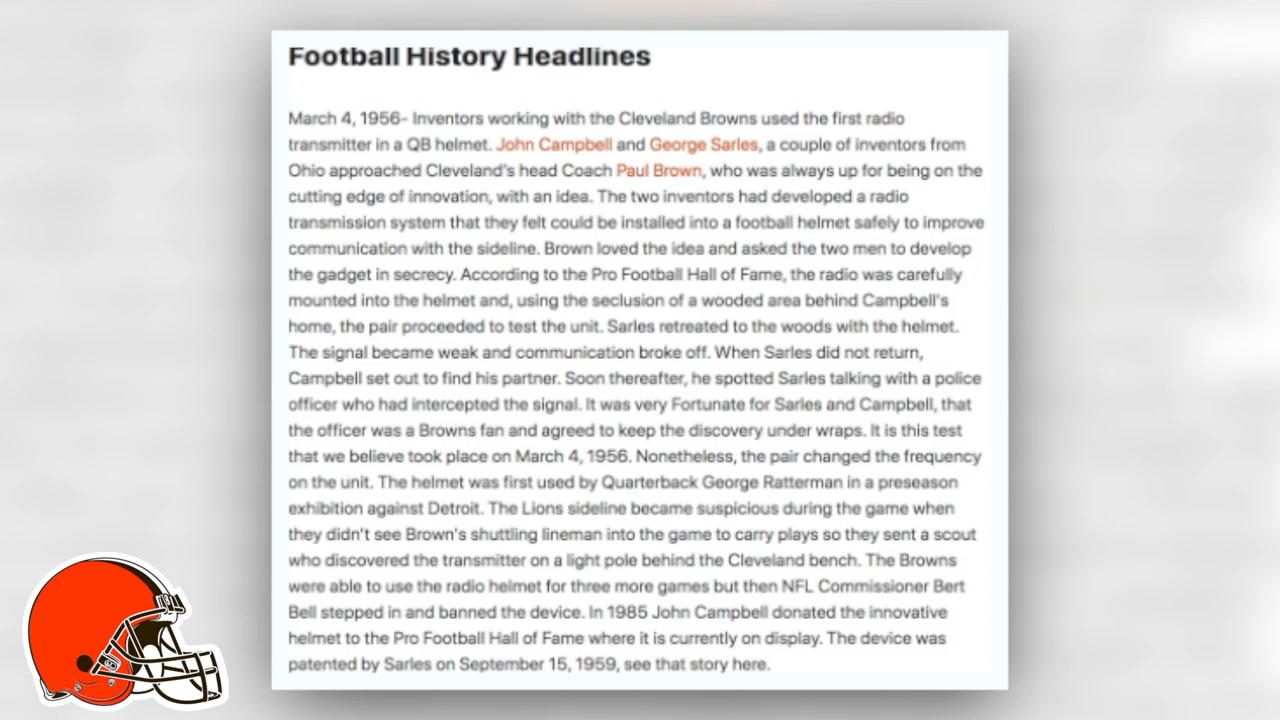 Football History Headlines
March 4, 1956- Inventors working with the Cleveland Browns used the first radio
transmitter in a QB helmet. John Campbell and George Sarles, a couple of inventors from
Ohio approached Cleveland's head Coach Paul Brown, who was always up for being on the
cutting edge of innovation, with an idea. The two inventors had developed a radio
transmission system that they felt could be installed into a football helmet safely to improve
communication with the sideline. Brown loved the idea and asked the two men to develop
the gadget in secrecy. According to the Pro Football Hall of Fame, the radio was carefully
mounted into the helmet and, using the seclusion of a wooded area behind Campbell's
home, the pair proceeded to test the unit. Sarles retreated to the woods with the helmet.
The signal became weak and communication broke off. When Sarles did not return,
Campbell set out to find his partner. Soon thereafter, he spotted Sarles talking with a police
officer who had intercepted the signal. It was very Fortunate for Sarles and Campbell, that
the officer was a Browns fan and agreed to keep the discovery under wraps. It is this test
that we believe took place on March 4, 1956. Nonetheless, the pair changed the frequency
on the unit. The helmet was first used by Quarterback George Ratterman in a preseason
exhibition against Detroit. The Lions sideline became suspicious during the game when
they didn't see Brown's shuttling lineman into the game to carry plays so they sent a scout
who discovered the transmitter on a light pole behind the Cleveland bench. The Browns
were able to use the radio helmet for three more games but then NFL Commissioner Bert
Bell stepped in and banned the device. In 1985 John Campbell donated the innovative
helmet to the Pro Football Hall of Fame where it is currently on display. The device was
patented by Sarles on September 15, 1959, see that story here.